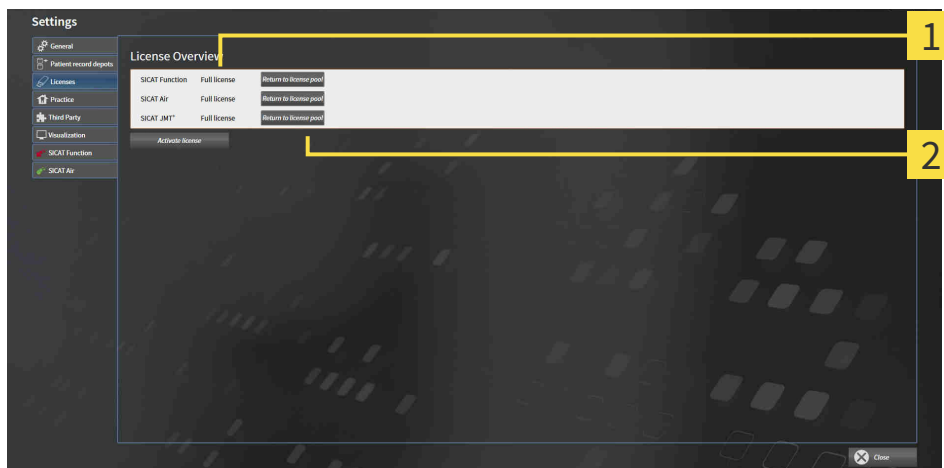 Settings
General
Patient record depots
Licenses
Practice
Third Party
Visualization
SICAT Function
SICAT Air
License Overview
SICAT Function Full license Return to license pool
SICAT Air Full license Return to license pool
SICAT JMT⁺ Full license Return to license pool
Activate license
1
2
Close